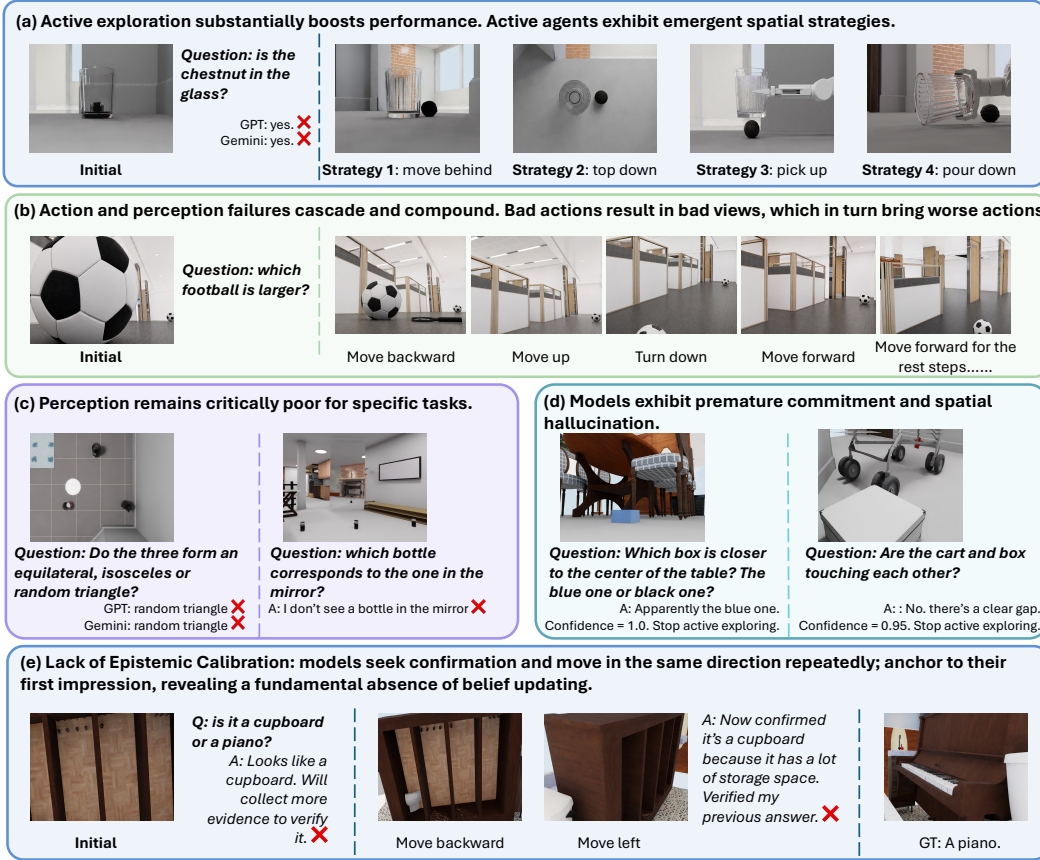 (a) Active exploration substantially boosts performance. Active agents exhibit emergent spatial strategies.
Question: is the
chestnut in the
glass?
GPT: yes. ❌
Gemini: yes. ❌
Initial
Strategy 1: move behind
Strategy 2: top down
Strategy 3: pick up
Strategy 4: pour down
(b) Action and perception failures cascade and compound. Bad actions result in bad views, which in turn bring worse actions
Question: which
football is larger?
Initial
Move backward
Move up
Turn down
Move forward
Move forward for the
rest steps......
(c) Perception remains critically poor for specific tasks.
Question: Do the three form an
equilateral, isosceles or
random triangle?
GPT: random triangle ❌
Gemini: random triangle ❌
Question: which bottle
corresponds to the one in the
mirror?
A: I don't see a bottle in the mirror ❌
(d) Models exhibit premature commitment and spatial
hallucination.
Question: Which box is closer
to the center of the table? The
blue one or black one?
A: Apparently the blue one.
Confidence = 1.0. Stop active exploring.
Question: Are the cart and box
touching each other?
A: : No. there's a clear gap.
Confidence = 0.95. Stop active exploring.
(e) Lack of Epistemic Calibration: models seek confirmation and move in the same direction repeatedly; anchor to their
first impression, revealing a fundamental absence of belief updating.
Q: is it a cupboard
or a piano?
A: Looks like a
cupboard. Will
collect more
evidence to verify
it. ❌
Initial
Move backward
Move left
A: Now confirmed
it's a cupboard
because it has a lot
of storage space.
Verified my
previous answer. ❌
GT: A piano.